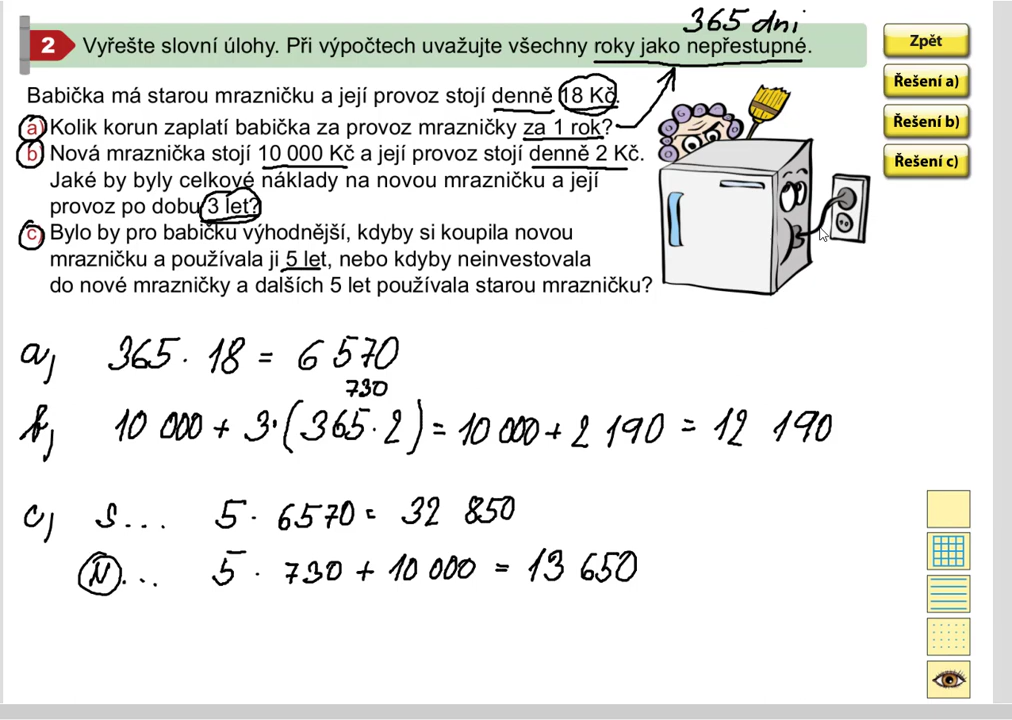 365 dni
2 Vyřešte slovní úlohy. Při výpočtech uvažujte všechny roky jako nepřestupné.
Zpět
Řešení a)
Řešení b)
Řešení c)
Babička má starou mrazničku a její provoz stojí denně 18 Kč.
a) Kolik korun zaplatí babička za provoz mrazničky za 1 rok?
b) Nová mraznička stojí 10 000 Kč a její provoz stojí denně 2 Kč.
Jaké by byly celkové náklady na novou mrazničku a její
provoz po dobu 3 let?
c) Bylo by pro babičku výhodnější, kdyby si koupila novou
mrazničku a používala ji 5 let, nebo kdyby neinvestovala
do nové mrazničky a dalších 5 let používala starou mrazničku?
a) 365 · 18 = 6 570
730
b) 10 000 + 3 · (365 · 2) = 10 000 + 2 190 = 12 190
c) S... 5 · 6570 = 32 850
N... 5 · 730 + 10 000 = 13 650